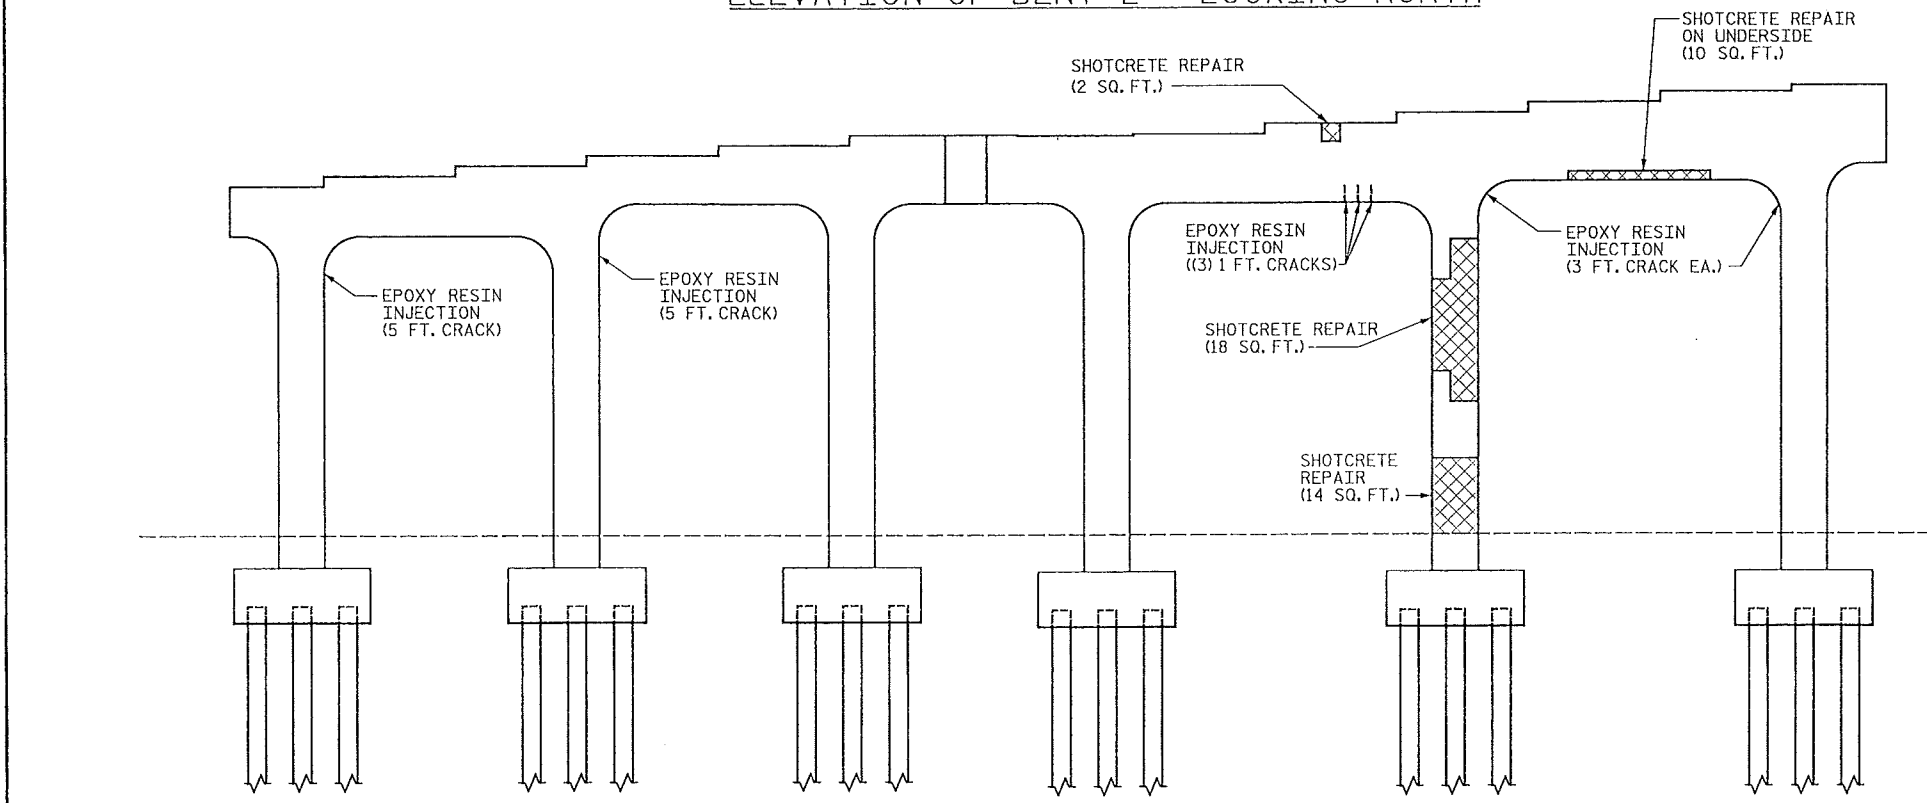 ELEVATION OF BENT 2 - LOOKING NORTH
SHOTCRETE REPAIR
ON UNDERSIDE
(10 SQ.FT.)
SHOTCRETE REPAIR
(2 SQ.FT.)
EPOXY RESIN
INJECTION
((3) 1 FT. CRACKS)
EPOXY RESIN
INJECTION
(3 FT. CRACK EA.)
EPOXY RESIN
INJECTION
(5 FT. CRACK)
EPOXY RESIN
INJECTION
(5 FT. CRACK)
SHOTCRETE REPAIR
(18 SQ.FT.)
SHOTCRETE
REPAIR
(14 SQ.FT.)